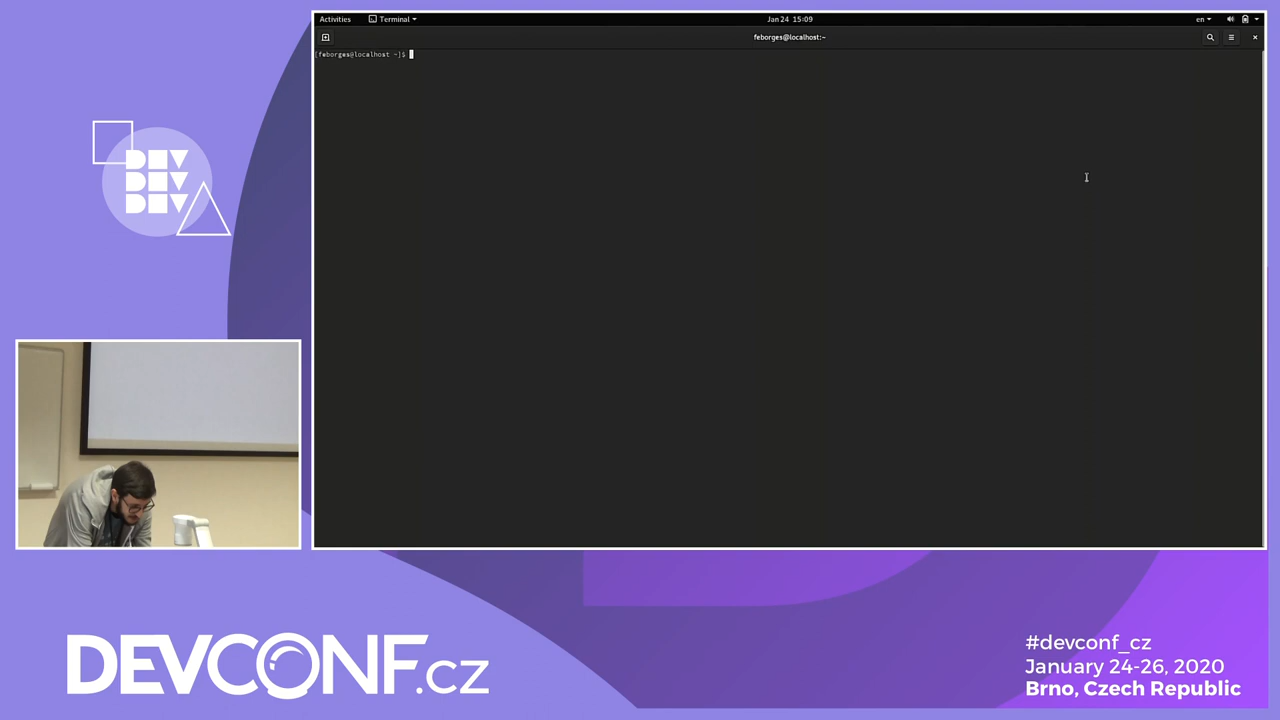 Activities
Terminal
Jan 24 15:09
en
feborges@localhost:~
[feborges@localhost ~]$
DEV
DEV
DEV
DEVCONF.cz
#devconf_cz
January 24-26, 2020
Brno, Czech Republic